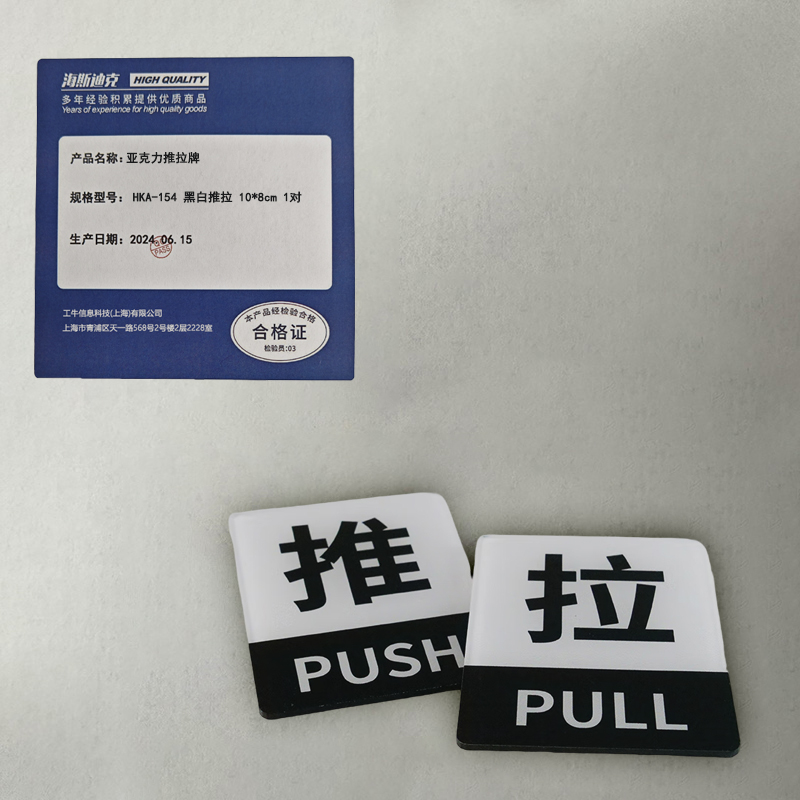 海斯迪克 HIGH QUALITY
多年经验积累提供优质商品
Years of experience for high quality goods
产品名称：亚克力推拉牌
规格型号： HKA-154 黑白推拉 10*8cm 1对
生产日期：2024.06.15
PASS
工牛信息科技(上海)有限公司
上海市青浦区天一路568号2号楼2层2228室
本产品经检验合格
合格证
检验员:03
推
PUSH
拉
PULL